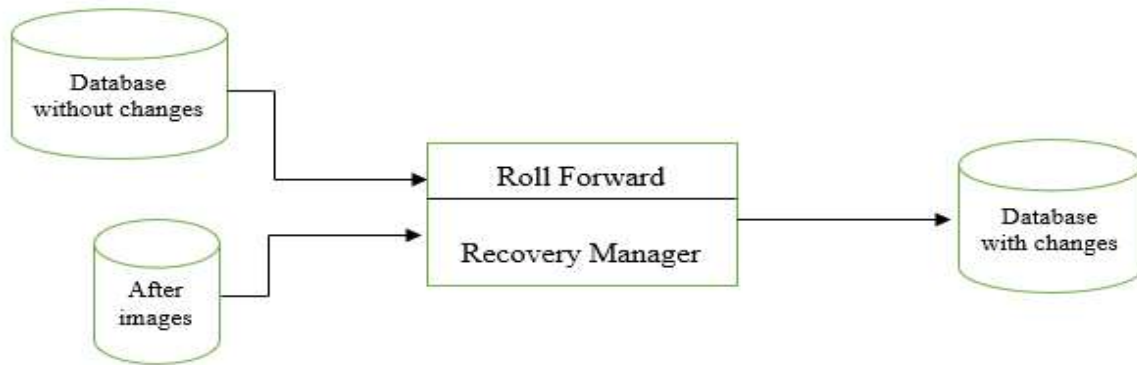 Database
without changes
Roll Forward
Recovery Manager
After
images
Database
with changes